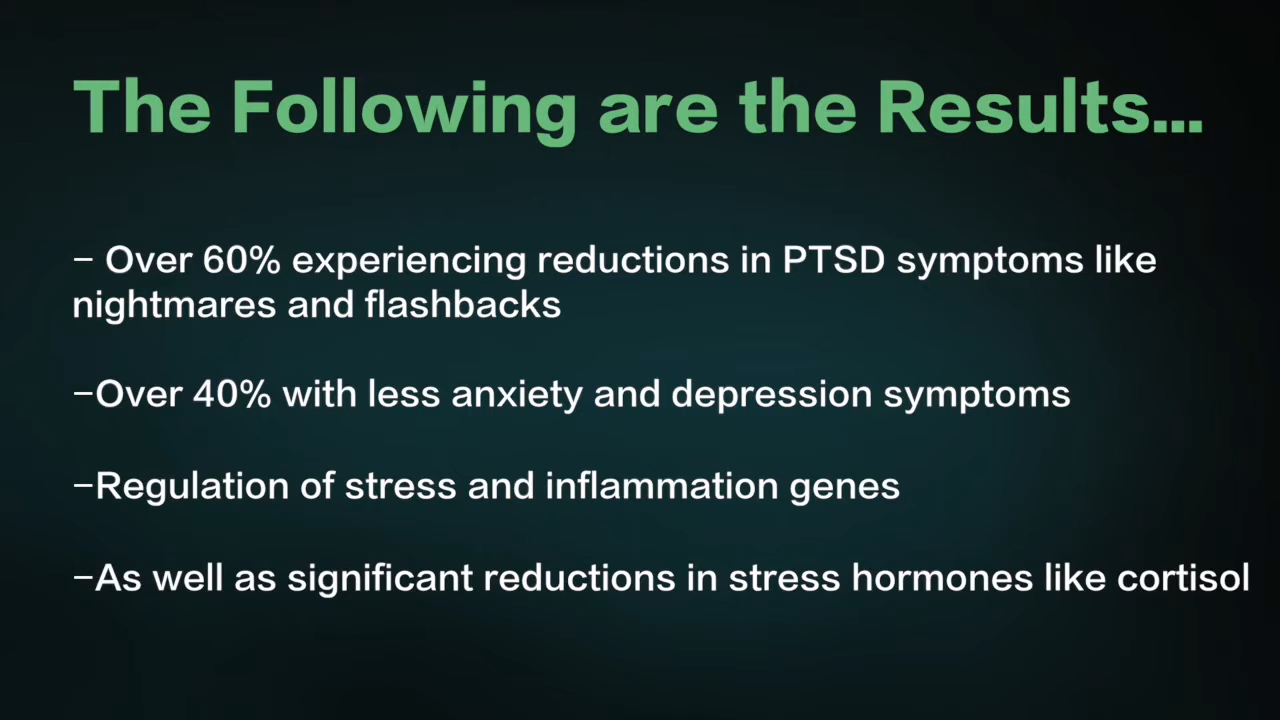 The Following are the Results...
– Over 60% experiencing reductions in PTSD symptoms like
nightmares and flashbacks
–Over 40% with less anxiety and depression symptoms
–Regulation of stress and inflammation genes
–As well as significant reductions in stress hormones like cortisol